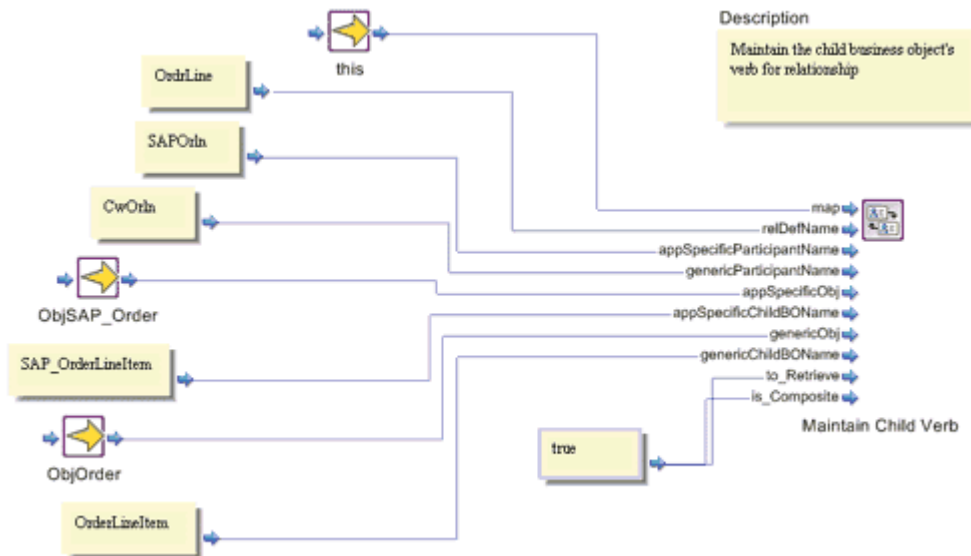 Description
Maintain the child business object's
verb for relationship
this
OrdrLine
SAPOrln
CwOrln
map
relDefName
appSpecificParticipantName
genericParticipantName
appSpecificObj
appSpecificChildBOName
genericObj
genericChildBOName
to_Retrieve
is_Composite
Maintain Child Verb
ObjSAP_Order
SAP_OrderLineItem
ObjOrder
true
OrderLineItem